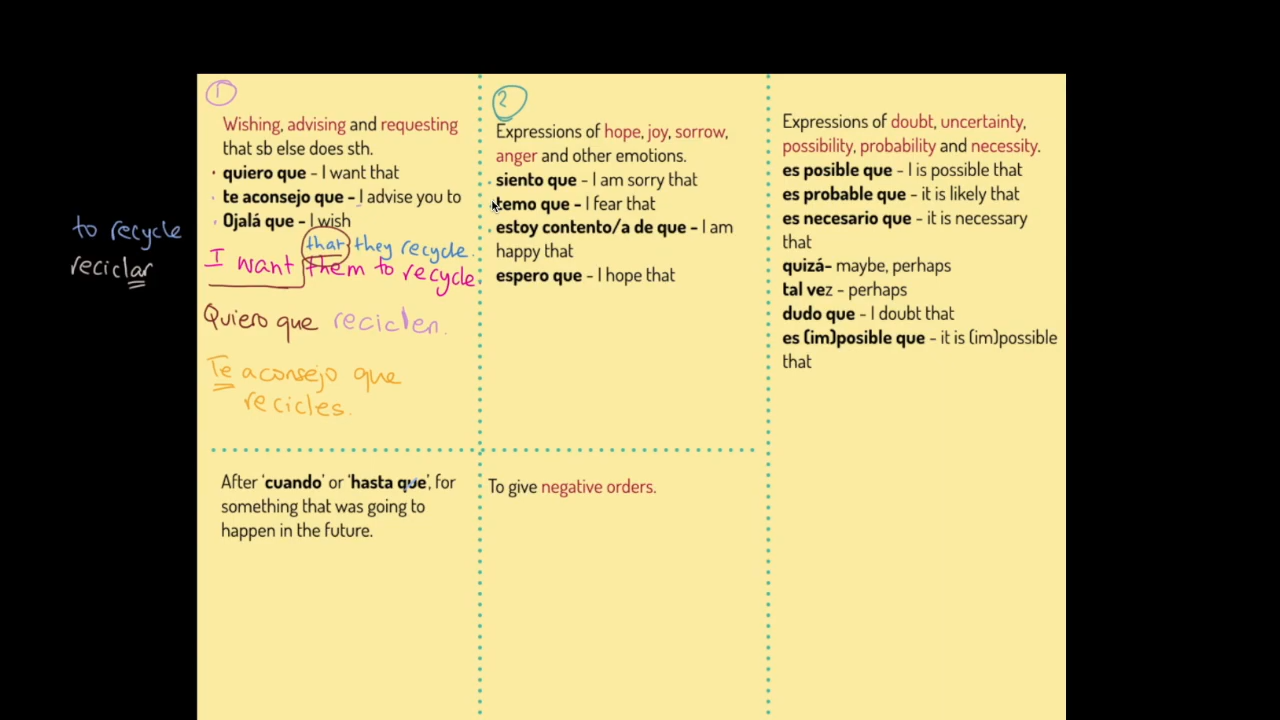 to recycle
reciclar
1
Wishing, advising and requesting
that sb else does sth.
quiero que - I want that
te aconsejo que - I advise you to
Ojalá que - I wish
that they recycle.
I want them to recycle
Quiero que reciclen.
Te aconsejo que
recicles.
2
Expressions of hope, joy, sorrow,
anger and other emotions.
siento que - I am sorry that
temo que - I fear that
estoy contento/a de que - I am
happy that
espero que - I hope that
Expressions of doubt, uncertainty,
possibility, probability and necessity.
es posible que - I is possible that
es probable que - it is likely that
es necesario que - it is necessary
that
quizá- maybe, perhaps
tal vez - perhaps
dudo que - I doubt that
es (im)posible que - it is (im)possible
that
After 'cuando' or 'hasta que', for
something that was going to
happen in the future.
To give negative orders.